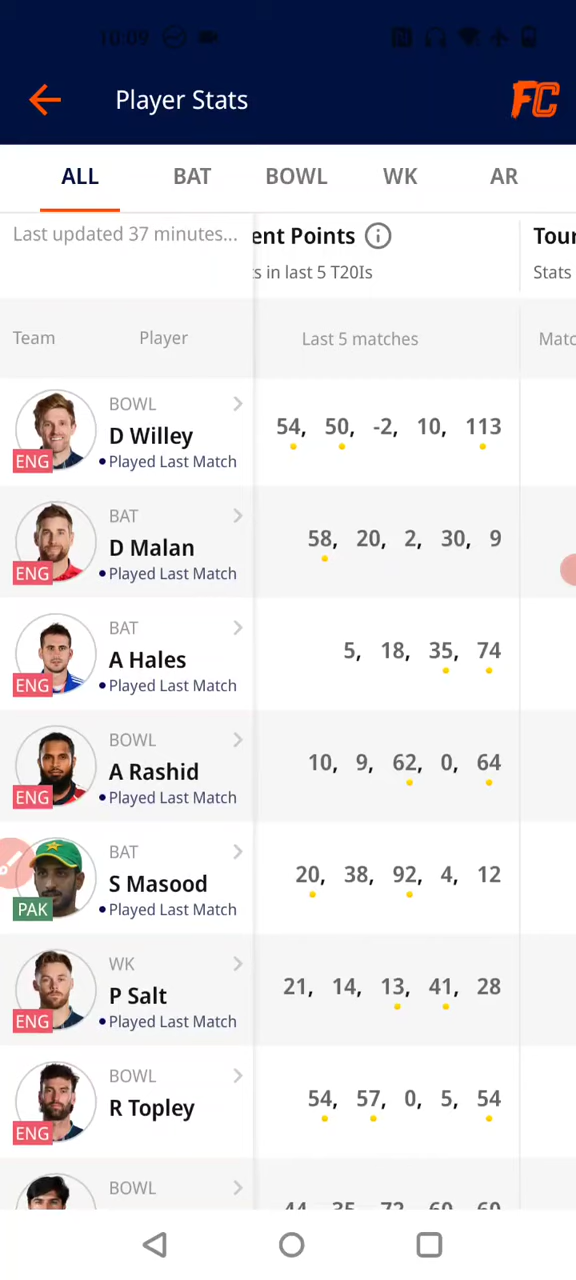 10:09
Player Stats
FC
ALL BAT BOWL WK AR
Last updated 37 minutes...
ent Points i
s in last 5 T20Is
Tour
Stats
Team Player Last 5 matches Matc
BOWL
D Willey
ENG Played Last Match
54, 50, -2, 10, 113
BAT
D Malan
ENG Played Last Match
58, 20, 2, 30, 9
BAT
A Hales
ENG Played Last Match
5, 18, 35, 74
BOWL
A Rashid
ENG Played Last Match
10, 9, 62, 0, 64
BAT
S Masood
PAK Played Last Match
20, 38, 92, 4, 12
WK
P Salt
ENG Played Last Match
21, 14, 13, 41, 28
BOWL
R Topley
ENG
54, 57, 0, 5, 54
BOWL